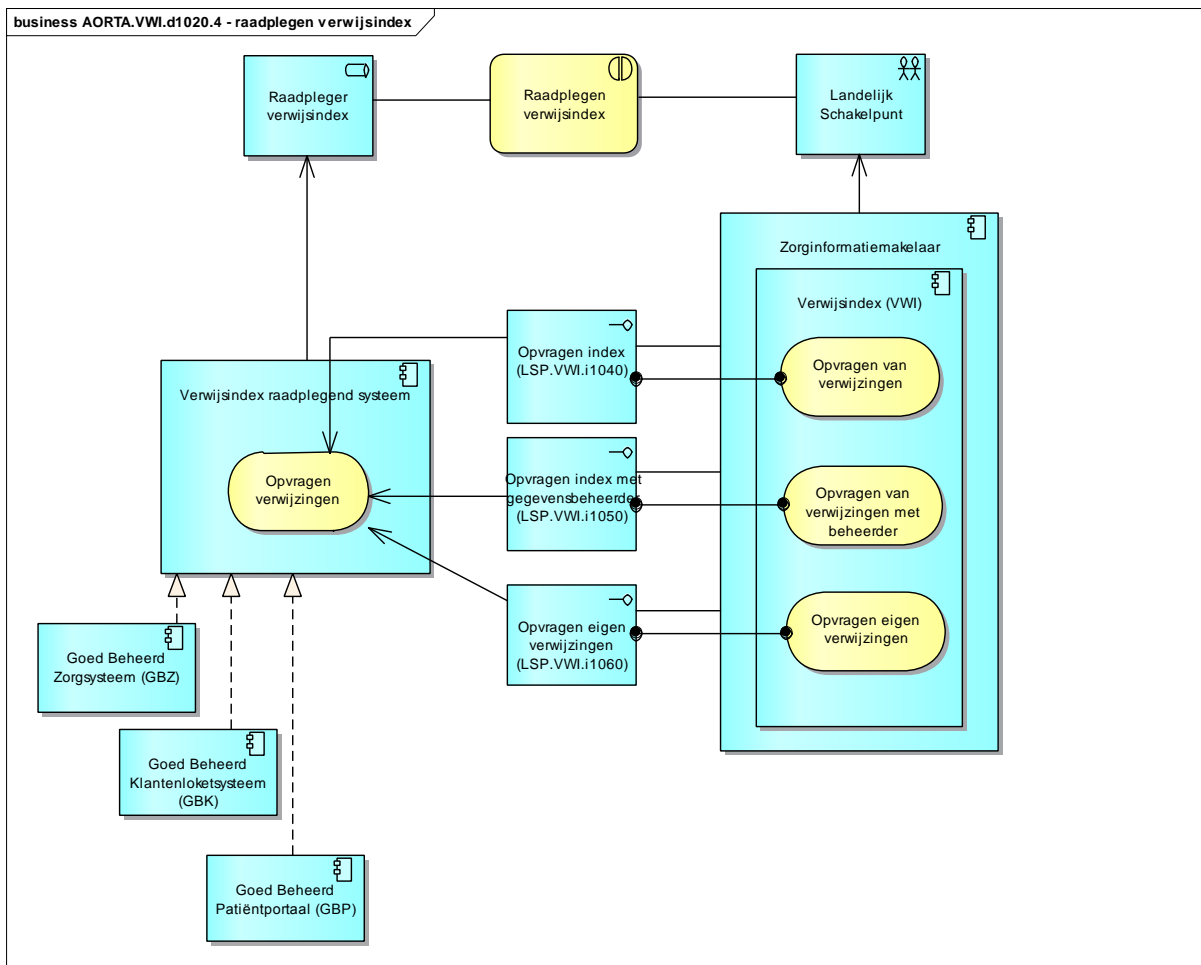 business AORTA.VWI.d1020.4 - raadplegen verwijsindex
Raadpleger
verwijsindex
Raadplegen
verwijsindex
Landelijk
Schakelpunt
Zorginformatiemakelaar
Verwijsindex (VWI)
Opvragen van
verwijzingen
Opvragen van
verwijzingen met
beheerder
Opvragen eigen
verwijzingen
Opvragen index
(LSP.VWI.i1040)
Opvragen index met
gegevensbeheerder
(LSP.VWI.i1050)
Opvragen eigen
verwijzingen
(LSP.VWI.i1060)
Verwijsindex raadplegend systeem
Opvragen
verwijzingen
Goed Beheerd
Zorgsysteem (GBZ)
Goed Beheerd
Klantenloketsysteem
(GBK)
Goed Beheerd
Patiëntportaal (GBP)